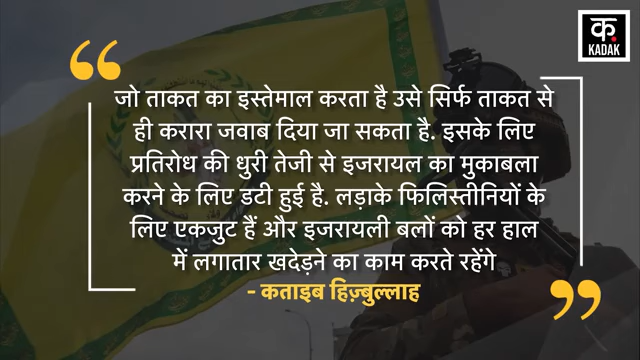 क
KADAK
जो ताकत का इस्तेमाल करता है उसे सिर्फ ताकत से
ही करारा जवाब दिया जा सकता है. इसके लिए
प्रतिरोध की धुरी तेजी से इजरायल का मुकाबला
करने के लिए डटी हुई है. लड़ाके फिलिस्तीनियों के
लिए एकजुट हैं और इजरायली बलों को हर हाल
में लगातार खदेड़ने का काम करते रहेंगे
- कताइब हिज़्बुल्लाह